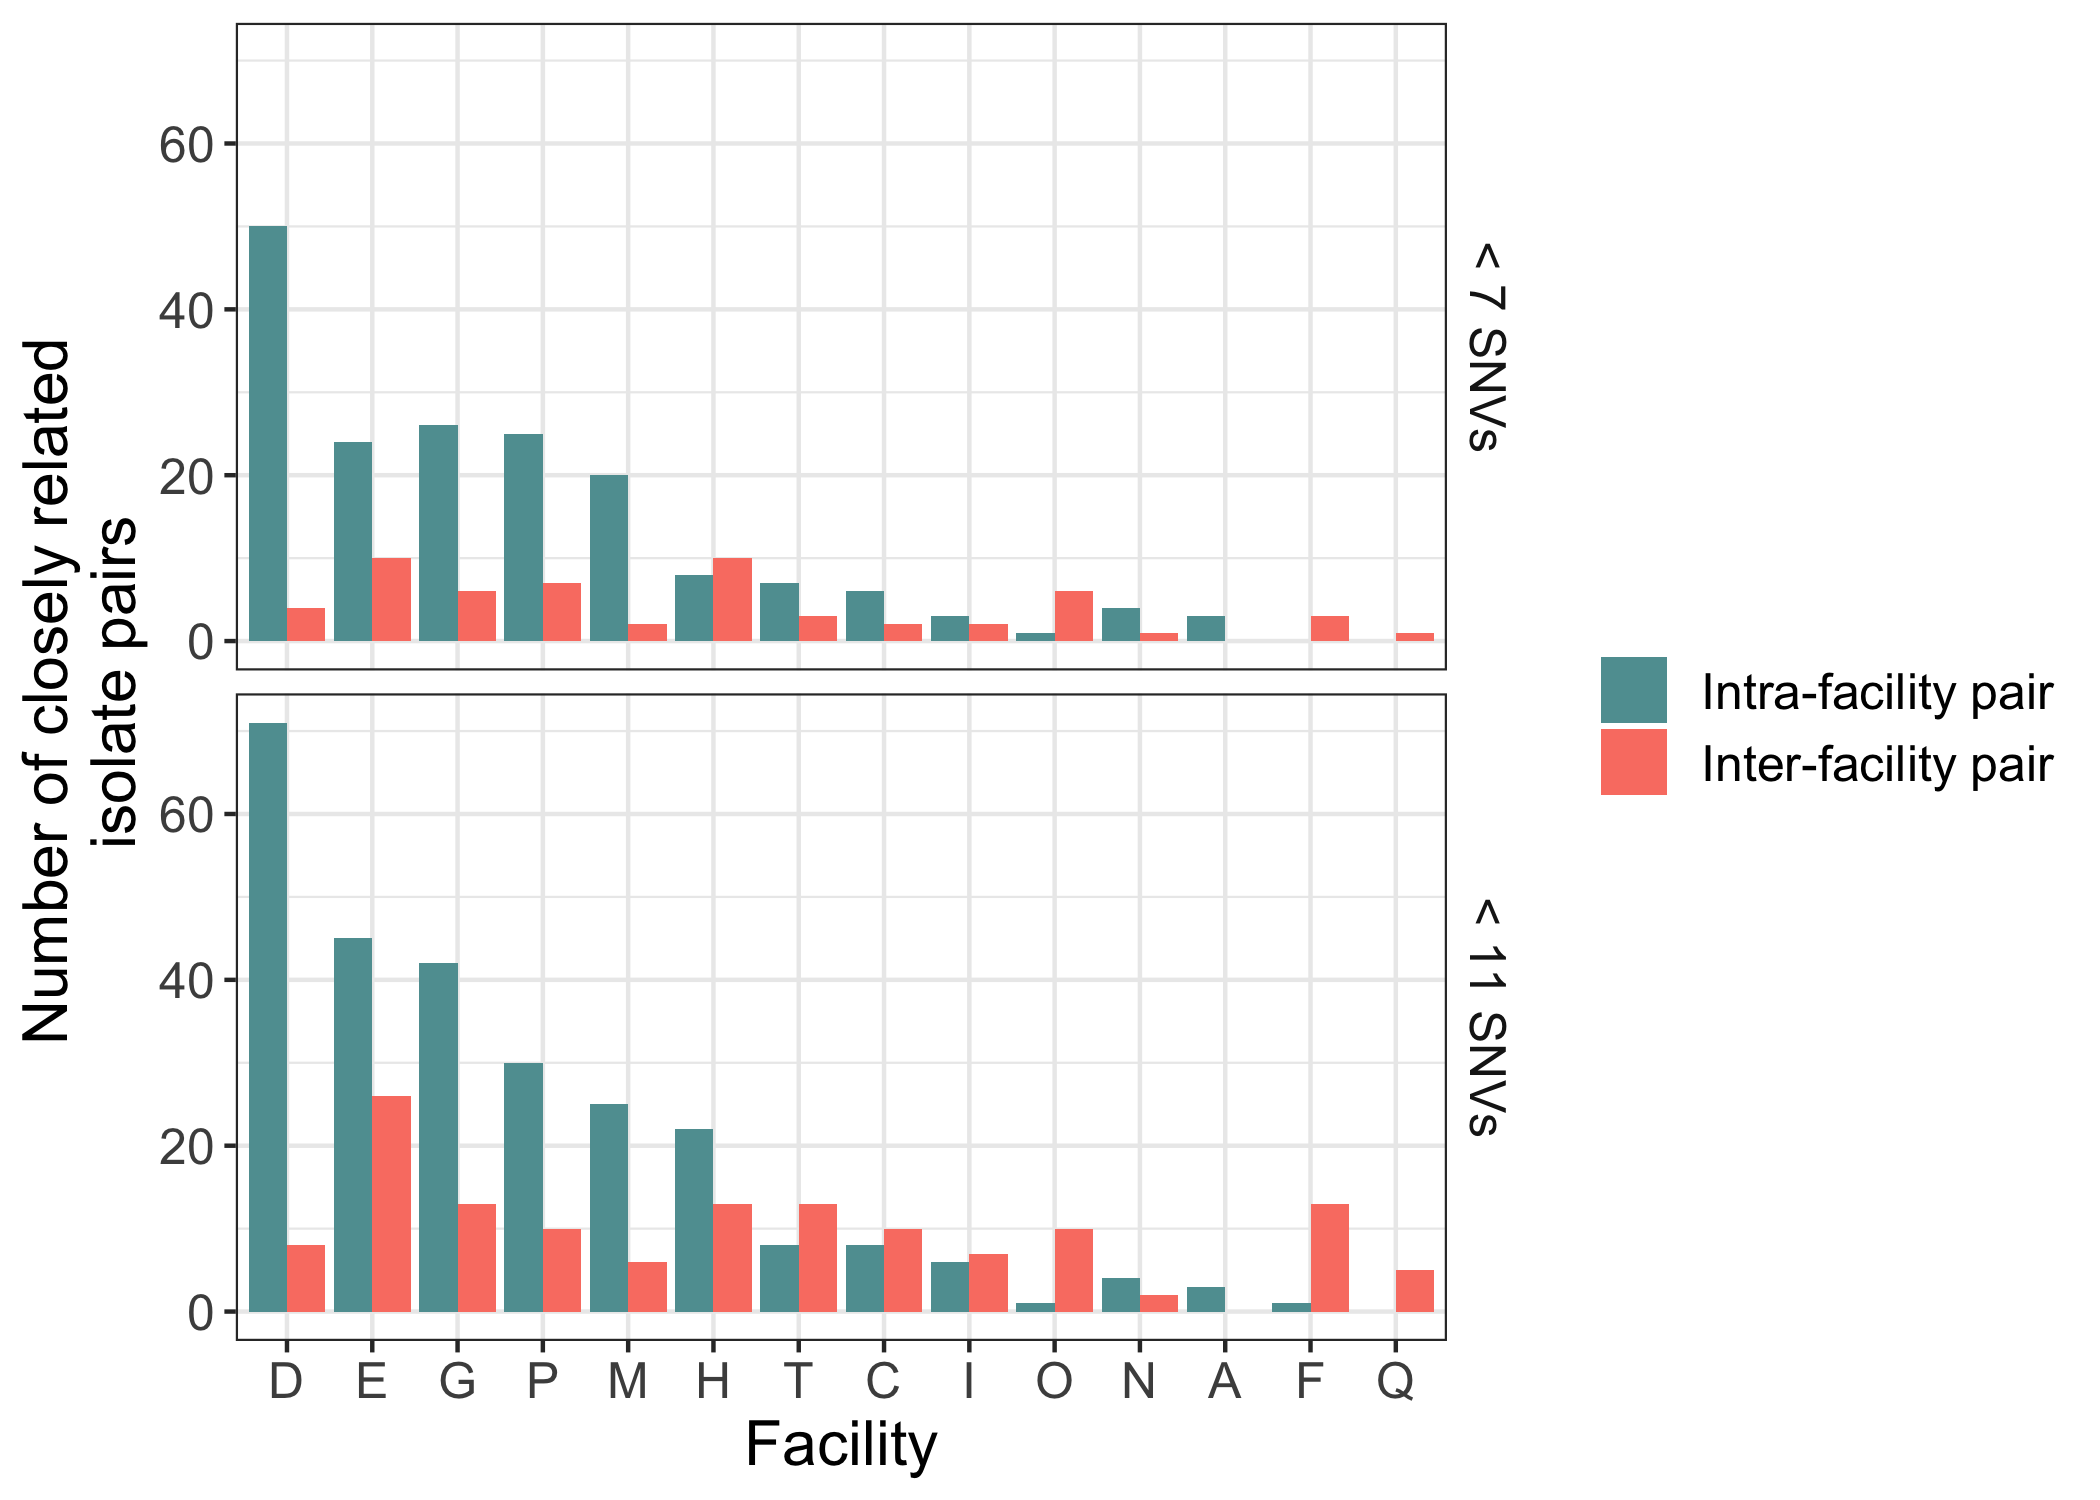 Number of closely related
isolate pairs
60
40
20
0
< 7 SNVs
60
40
20
0
< 11 SNVs
D E G P M H T C I O N A F Q
Facility
Intra-facility pair
Inter-facility pair